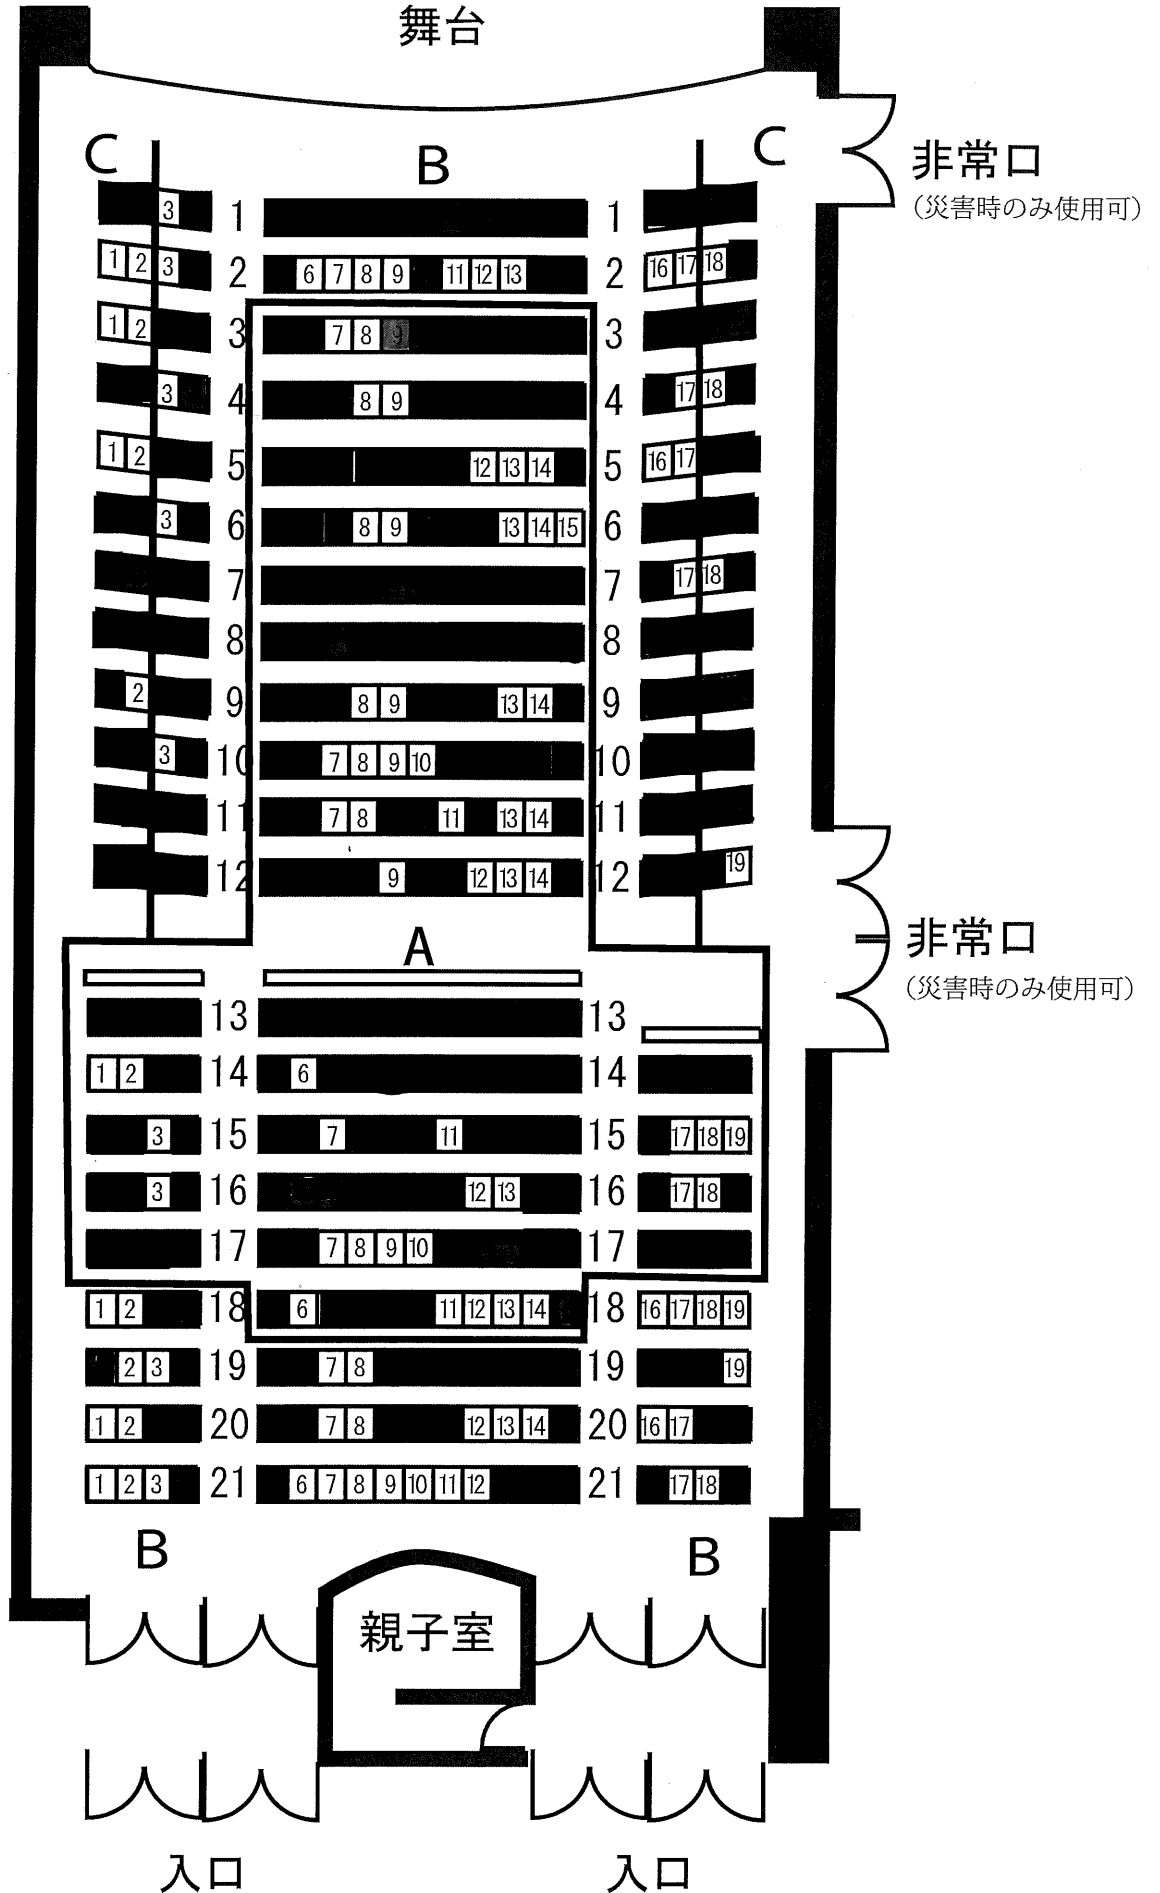 舞台
C B C
非常口
(災害時のみ使用可)
3 1 1
1 2 3 2 6 7 8 9 11 12 13 2 16 17 18
1 2 3 7 8 9 3
3 4 8 9 4 17 18
1 2 5 12 13 14 5 16 17
3 6 8 9 13 14 15 6
7 7 17 18
8 8
2 9 8 9 13 14 9
3 10 7 8 9 10 10
11 7 8 11 13 14 11
12 9 12 13 14 12 19
A
非常口
(災害時のみ使用可)
13 13
1 2 14 6 14
3 15 7 11 15 17 18 19
3 16 12 13 16 17 18
17 7 8 9 10 17
1 2 18 6 11 12 13 14 18 16 17 18 19
2 3 19 7 8 19 19
1 2 20 7 8 12 13 14 20 16 17
1 2 3 21 6 7 8 9 10 11 12 21 17 18
B B
親子室
入口 入口